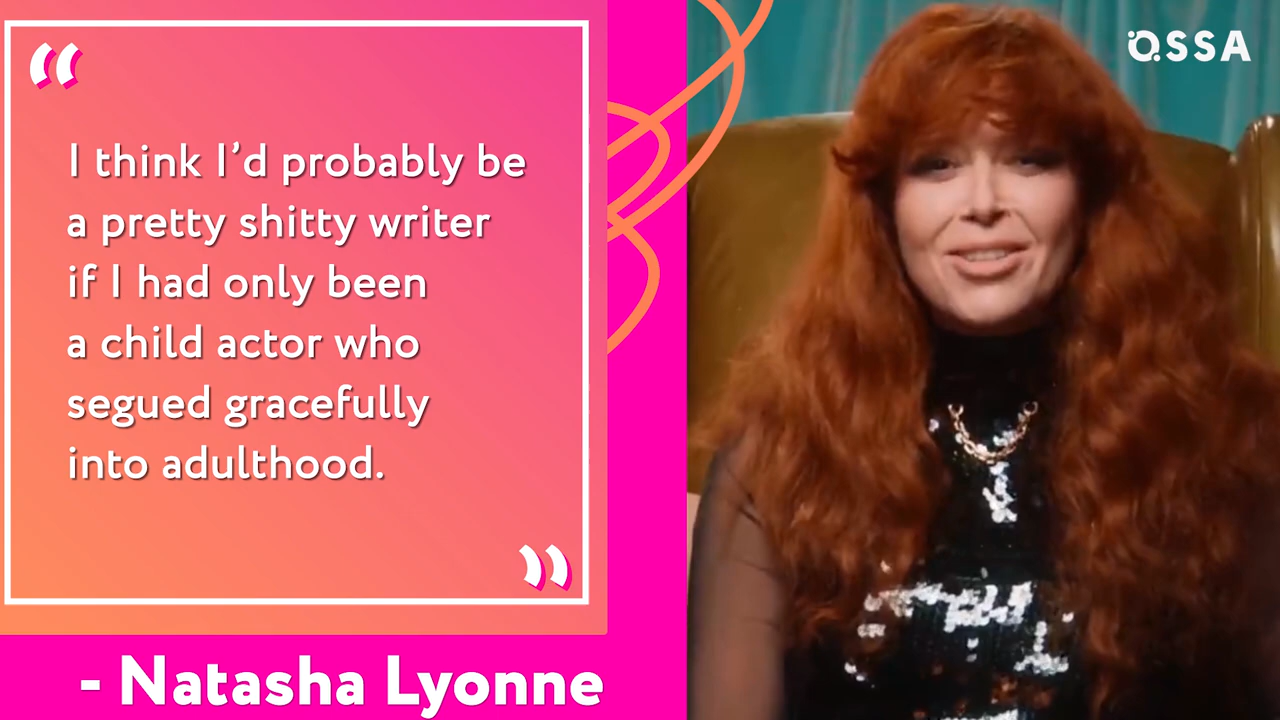 “
I think I’d probably be
a pretty shitty writer
if I had only been
a child actor who
segued gracefully
into adulthood.
”
- Natasha Lyonne
OSSA